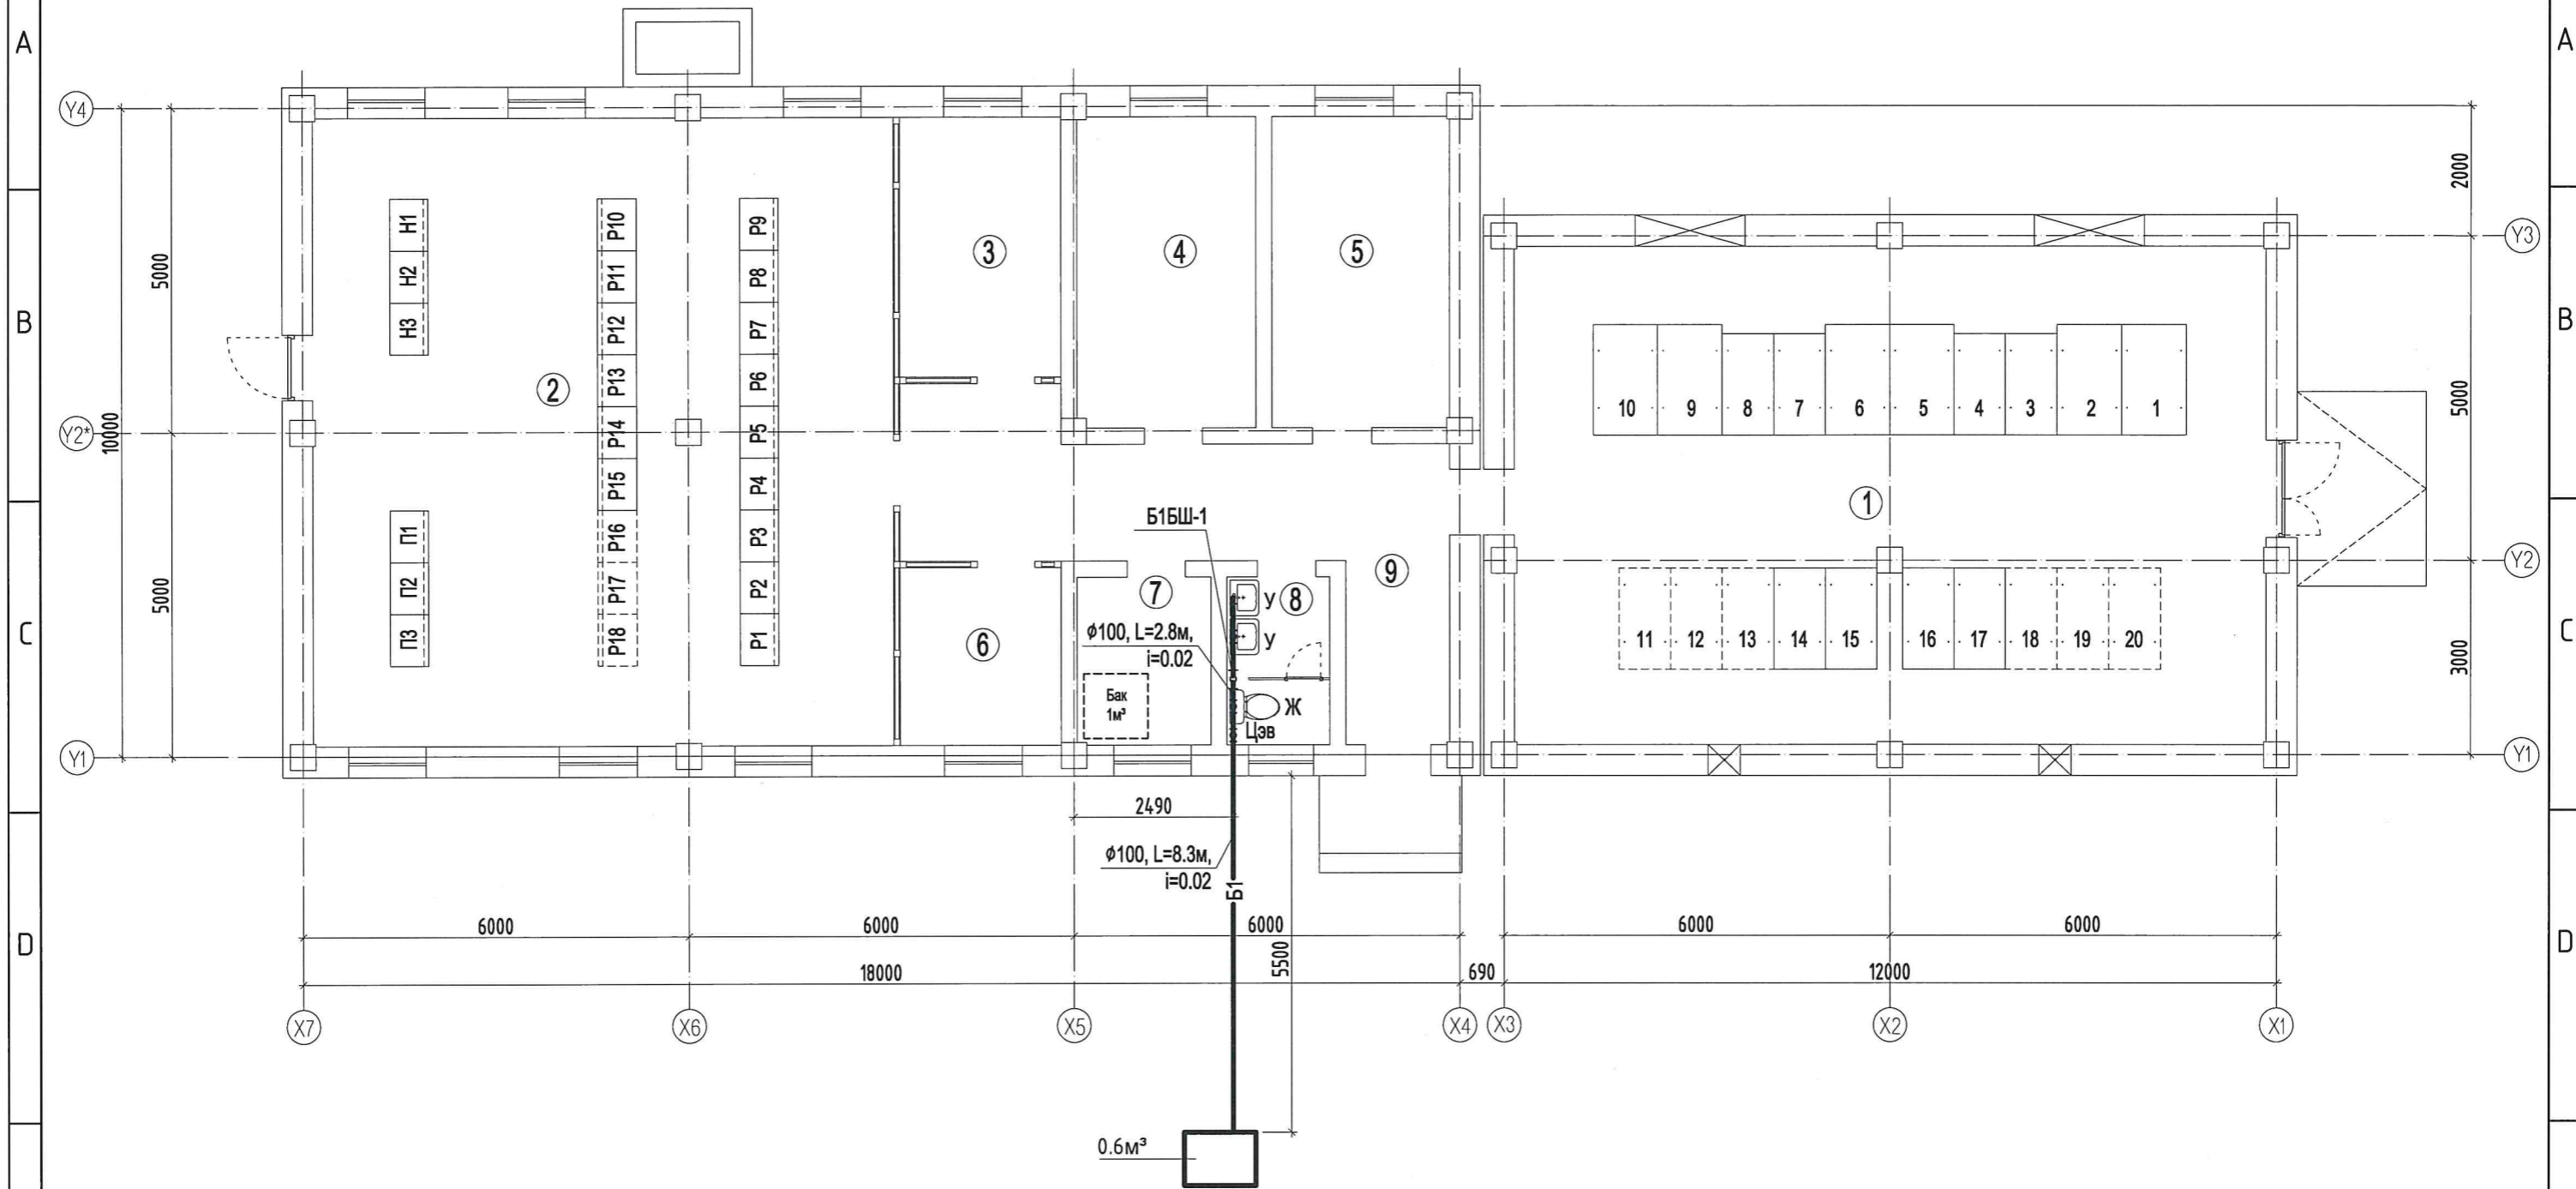 A
A
Y4
Y3
B
B
Y2*
Y2
C
C
Y1
Y1
D
D
5000
10000
5000
2000
5000
3000
Н1
Н2
Н3
П1
П2
П3
P10
P11
P12
P13
P14
P15
P16
P17
P18
P9
P8
P7
P6
P5
P4
P3
P2
P1
2
3
4
5
6
7
8
9
1
10 9 8 7 6 5 4 3 2 1
11 12 13 14 15 16 17 18 19 20
Б1БШ-1
У
У
ϕ100, L=2.8м,
i=0.02
Бак
1м³
Ж
Цэв
2490
ϕ100, L=8.3м,
i=0.02
Б1
5500
6000 6000 6000 6000 6000
18000 690 12000
X7 X6 X5 X4 X3 X2 X1
0.6м³